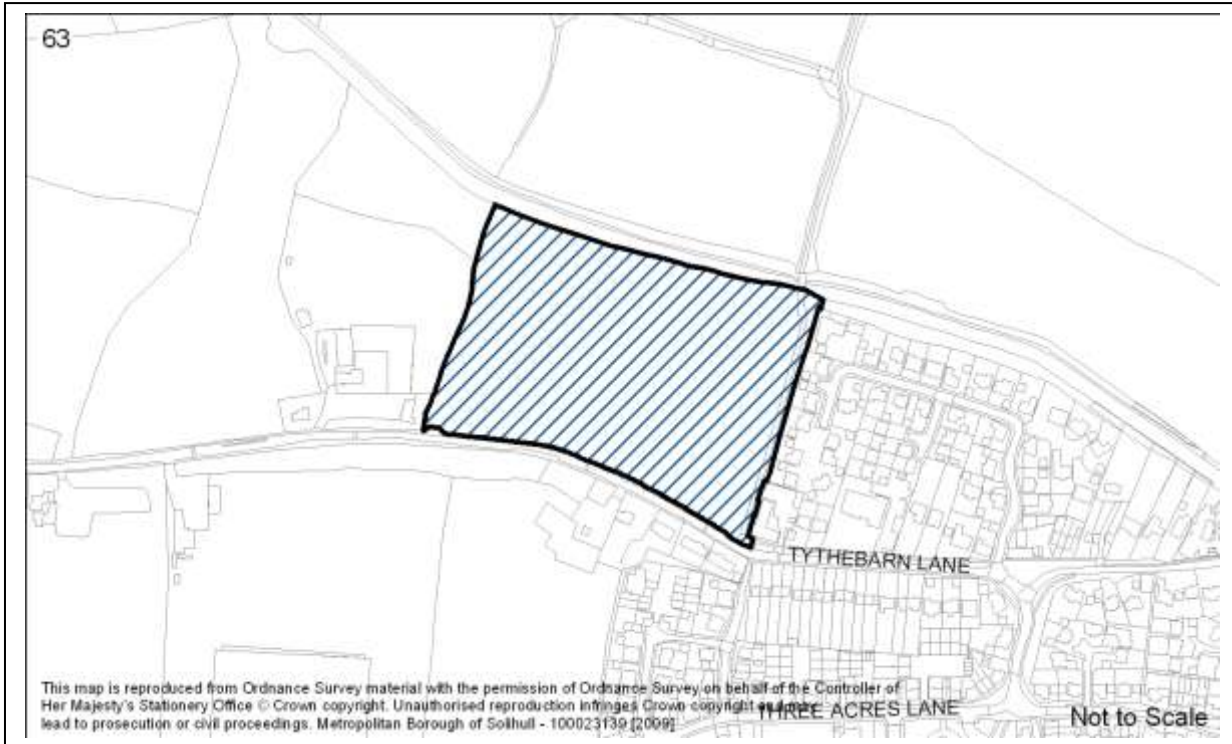 63
TYTHEBARN LANE
This map is reproduced from Ordnance Survey material with the permission of Ordnance Survey on behalf of the Controller of
Her Majesty's Stationery Office © Crown copyright. Unauthorised reproduction infringes Crown copyright and may
lead to prosecution or civil proceedings. Metropolitan Borough of Solihull - 100023139 [2009]
THREE ACRES LANE
Not to Scale